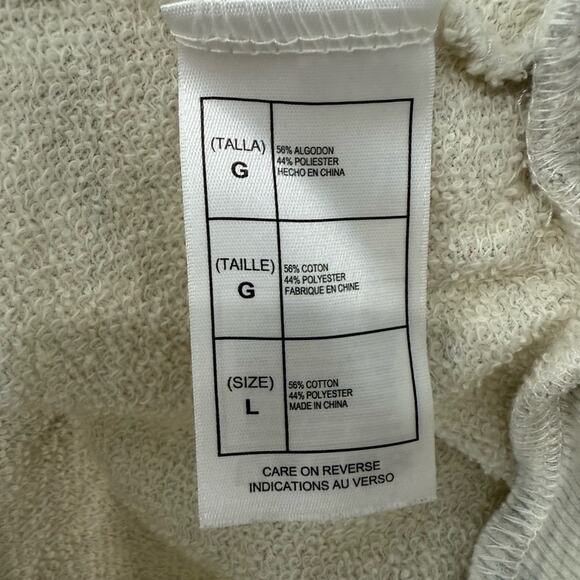 (TALLA)
G
56% ALGODON
44% POLIESTER
HECHO EN CHINA
(TAILLE)
G
56% COTON
44% POLYESTER
FABRIQUE EN CHINE
(SIZE)
L
56% COTTON
44% POLYESTER
MADE IN CHINA
CARE ON REVERSE
INDICATIONS AU VERSO